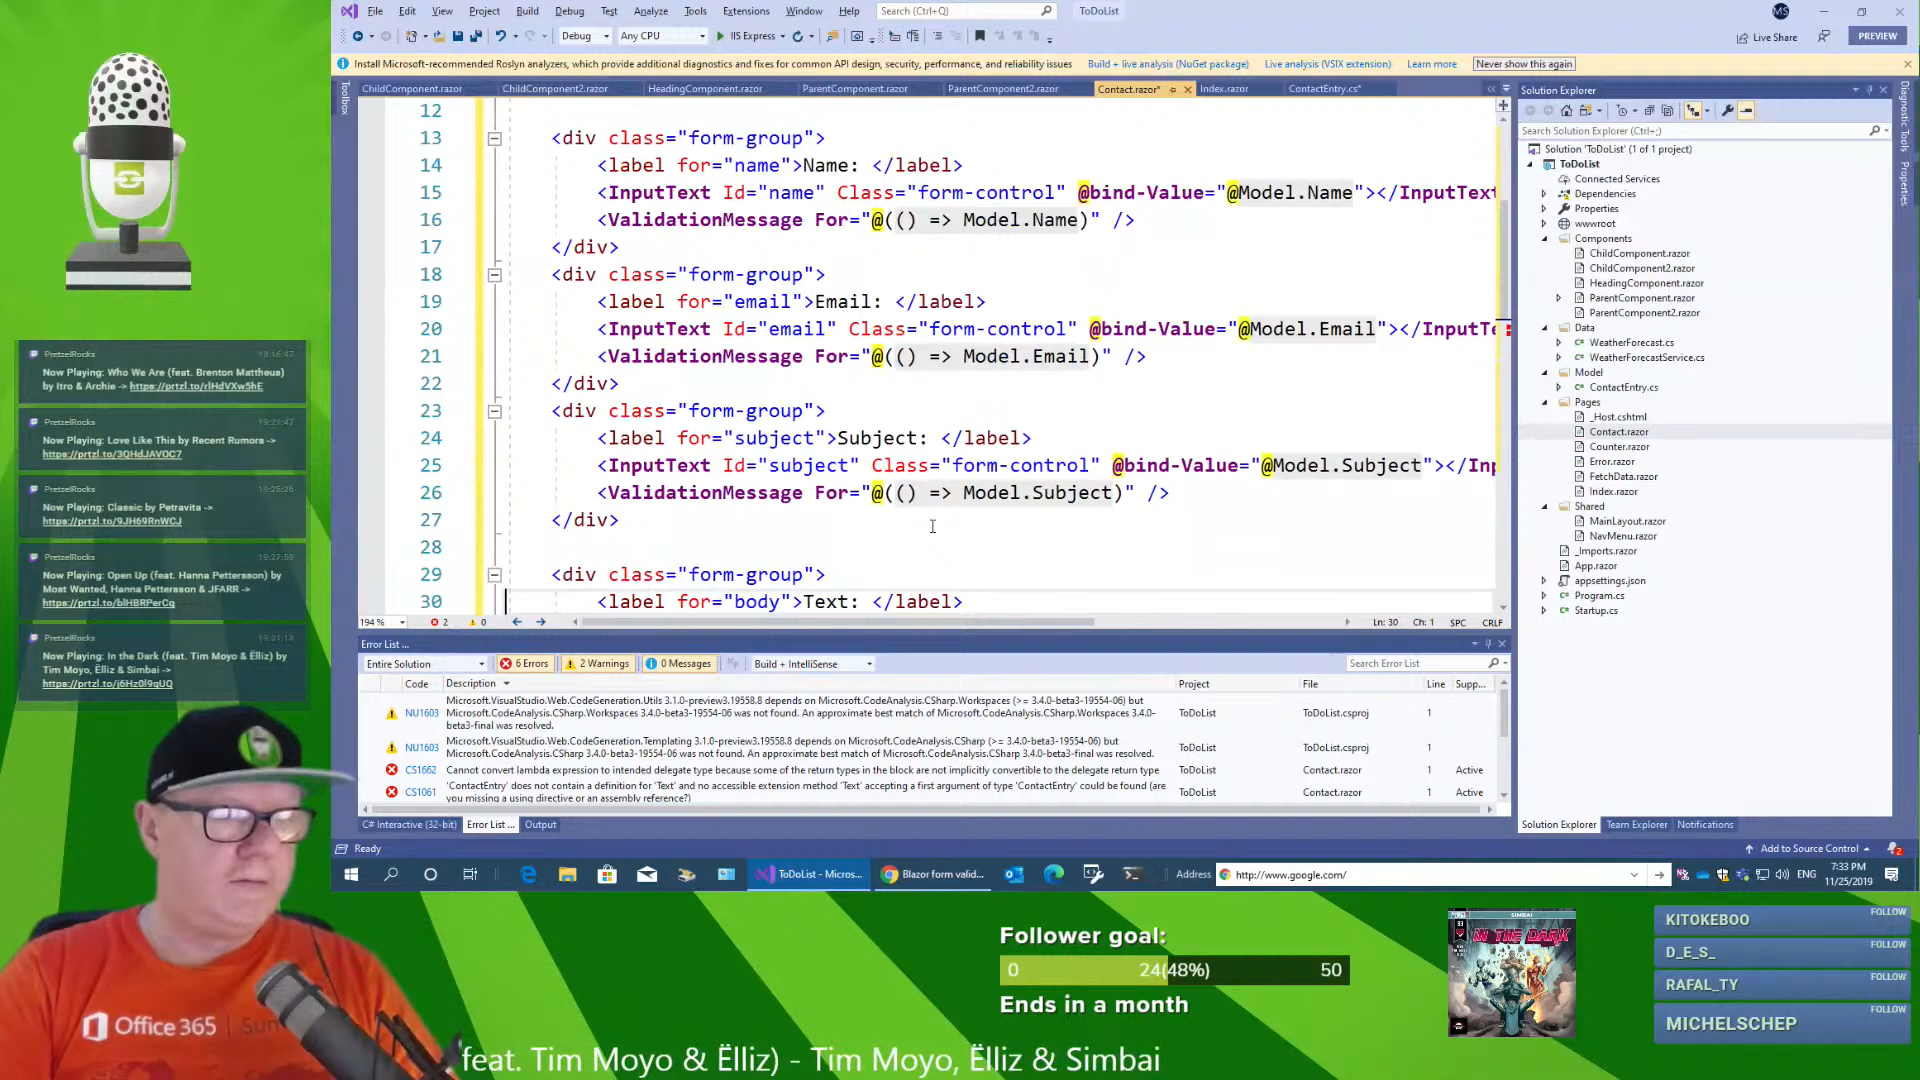 File Edit View Project Build Debug Test Analyze Tools Extensions Window Help Search (Ctrl+Q) ToDoList MS
Debug Any CPU IIS Express Live Share PREVIEW
Install Microsoft-recommended Roslyn analyzers, which provide additional diagnostics and fixes for common API design, security, performance, and reliability issues Build + live analysis (NuGet package) Live analysis (VSIX extension) Learn more Never show this again
ChildComponent.razor ChildComponent2.razor HeadingComponent.razor ParentComponent.razor ParentComponent2.razor Contact.razor* Index.razor ContactEntry.cs*
Toolbox
12
13 <div class="form-group">
14 <label for="name">Name: </label>
15 <InputText Id="name" Class="form-control" @bind-Value="@Model.Name"></InputText
16 <ValidationMessage For="@(() => Model.Name)" />
17 </div>
18 <div class="form-group">
19 <label for="email">Email: </label>
20 <InputText Id="email" Class="form-control" @bind-Value="@Model.Email"></InputTe
21 <ValidationMessage For="@(() => Model.Email)" />
22 </div>
23 <div class="form-group">
24 <label for="subject">Subject: </label>
25 <InputText Id="subject" Class="form-control" @bind-Value="@Model.Subject"></Inp
26 <ValidationMessage For="@(() => Model.Subject)" />
27 </div>
28
29 <div class="form-group">
30 <label for="body">Text: </label>
194 % 2 0 Ln: 30 Ch: 1 SPC CRLF
Error List ...
Entire Solution 6 Errors 2 Warnings 0 Messages Build + IntelliSense Search Error List
Code Description Project File Line Supp...
NU1603 Microsoft.VisualStudio.Web.CodeGeneration.Utils 3.1.0-preview3.19558.8 depends on Microsoft.CodeAnalysis.CSharp.Workspaces (>= 3.4.0-beta3-19554-06) but
Microsoft.CodeAnalysis.CSharp.Workspaces 3.4.0-beta3-19554-06 was not found. An approximate best match of Microsoft.CodeAnalysis.CSharp.Workspaces 3.4.0-
beta3-final was resolved. ToDoList ToDoList.csproj 1
NU1603 Microsoft.VisualStudio.Web.CodeGeneration.Templating 3.1.0-preview3.19558.8 depends on Microsoft.CodeAnalysis.CSharp (>= 3.4.0-beta3-19554-06) but
Microsoft.CodeAnalysis.CSharp 3.4.0-beta3-19554-06 was not found. An approximate best match of Microsoft.CodeAnalysis.CSharp 3.4.0-beta3-final was resolved. ToDoList ToDoList.csproj 1
CS1662 Cannot convert lambda expression to intended delegate type because some of the return types in the block are not implicitly convertible to the delegate return type ToDoList Contact.razor 1 Active
CS1061 'ContactEntry' does not contain a definition for 'Text' and no accessible extension method 'Text' accepting a first argument of type 'ContactEntry' could be found (are
you missing a using directive or an assembly reference?) ToDoList Contact.razor 1 Active
C# Interactive (32-bit) Error List ... Output
Ready Add to Source Control 2
Solution Explorer
Search Solution Explorer (Ctrl+;)
Solution 'ToDoList' (1 of 1 project)
ToDoList
Connected Services
Dependencies
Properties
wwwroot
Components
ChildComponent.razor
ChildComponent2.razor
HeadingComponent.razor
ParentComponent.razor
ParentComponent2.razor
Data
WeatherForecast.cs
WeatherForecastService.cs
Model
ContactEntry.cs
Pages
_Host.cshtml
Contact.razor
Counter.razor
Error.razor
FetchData.razor
Index.razor
Shared
MainLayout.razor
NavMenu.razor
_Imports.razor
App.razor
appsettings.json
Program.cs
Startup.cs
Solution Explorer Team Explorer Notifications
Diagnostic Tools Properties
ToDoList - Micros... Blazor form valid... Address http://www.google.com/ ENG 7:33 PM
11/25/2019
PretzelRocks 19:16:47
Now Playing: Who We Are (feat. Brenton Mattheus)
by Itro & Archie -> https://prtzl.to/rlHdVXw5hE
PretzelRocks 19:21:47
Now Playing: Love Like This by Recent Rumors ->
https://prtzl.to/3QHdJAVOC7
PretzelRocks 19:25:26
Now Playing: Classic by Petravita ->
https://prtzl.to/9JH69RnWCJ
PretzelRocks 19:27:59
Now Playing: Open Up (feat. Hanna Pettersson) by
Most Wanted, Hanna Pettersson & JFARR ->
https://prtzl.to/blHBRPerCq
PretzelRocks 19:31:13
Now Playing: In the Dark (feat. Tim Moyo & Ëlliz) by
Tim Moyo, Ëlliz & Simbai ->
https://prtzl.to/j6Hz0l9qUQ
Office 365
Follower goal:
0 24(48%) 50
Ends in a month
SIMBAI
IN THE DARK
KITOKEBOO FOLLOW
D_E_S_ FOLLOW
RAFAL_TY FOLLOW
MICHELSCHEP FOLLOW
feat. Tim Moyo & Ëlliz) - Tim Moyo, Ëlliz & Simbai